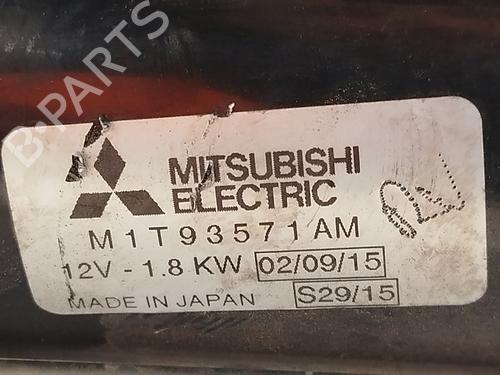 B-PARTS
MITSUBISHI
ELECTRIC
M1T93571AM
12V - 1.8 KW 02/09/15
MADE IN JAPAN S29/15